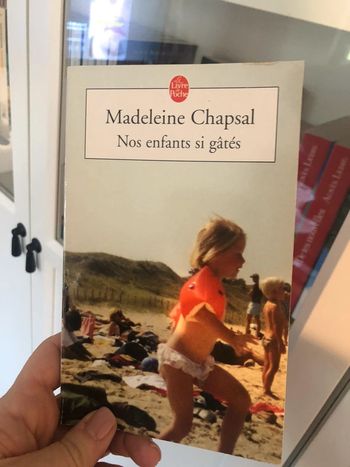 Le
Livre
de
Poche
Madeleine Chapsal
Nos enfants si gâtés